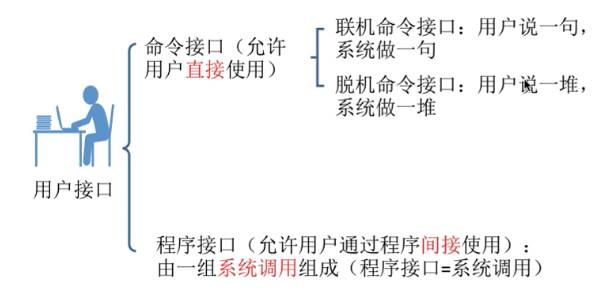 联机命令接口：用户说一句，
系统做一句
命令接口（允许
用户直接使用）
脱机命令接口：用户说一堆，
系统做一堆
用户接口
程序接口（允许用户通过程序间接使用）：
由一组系统调用组成（程序接口=系统调用）